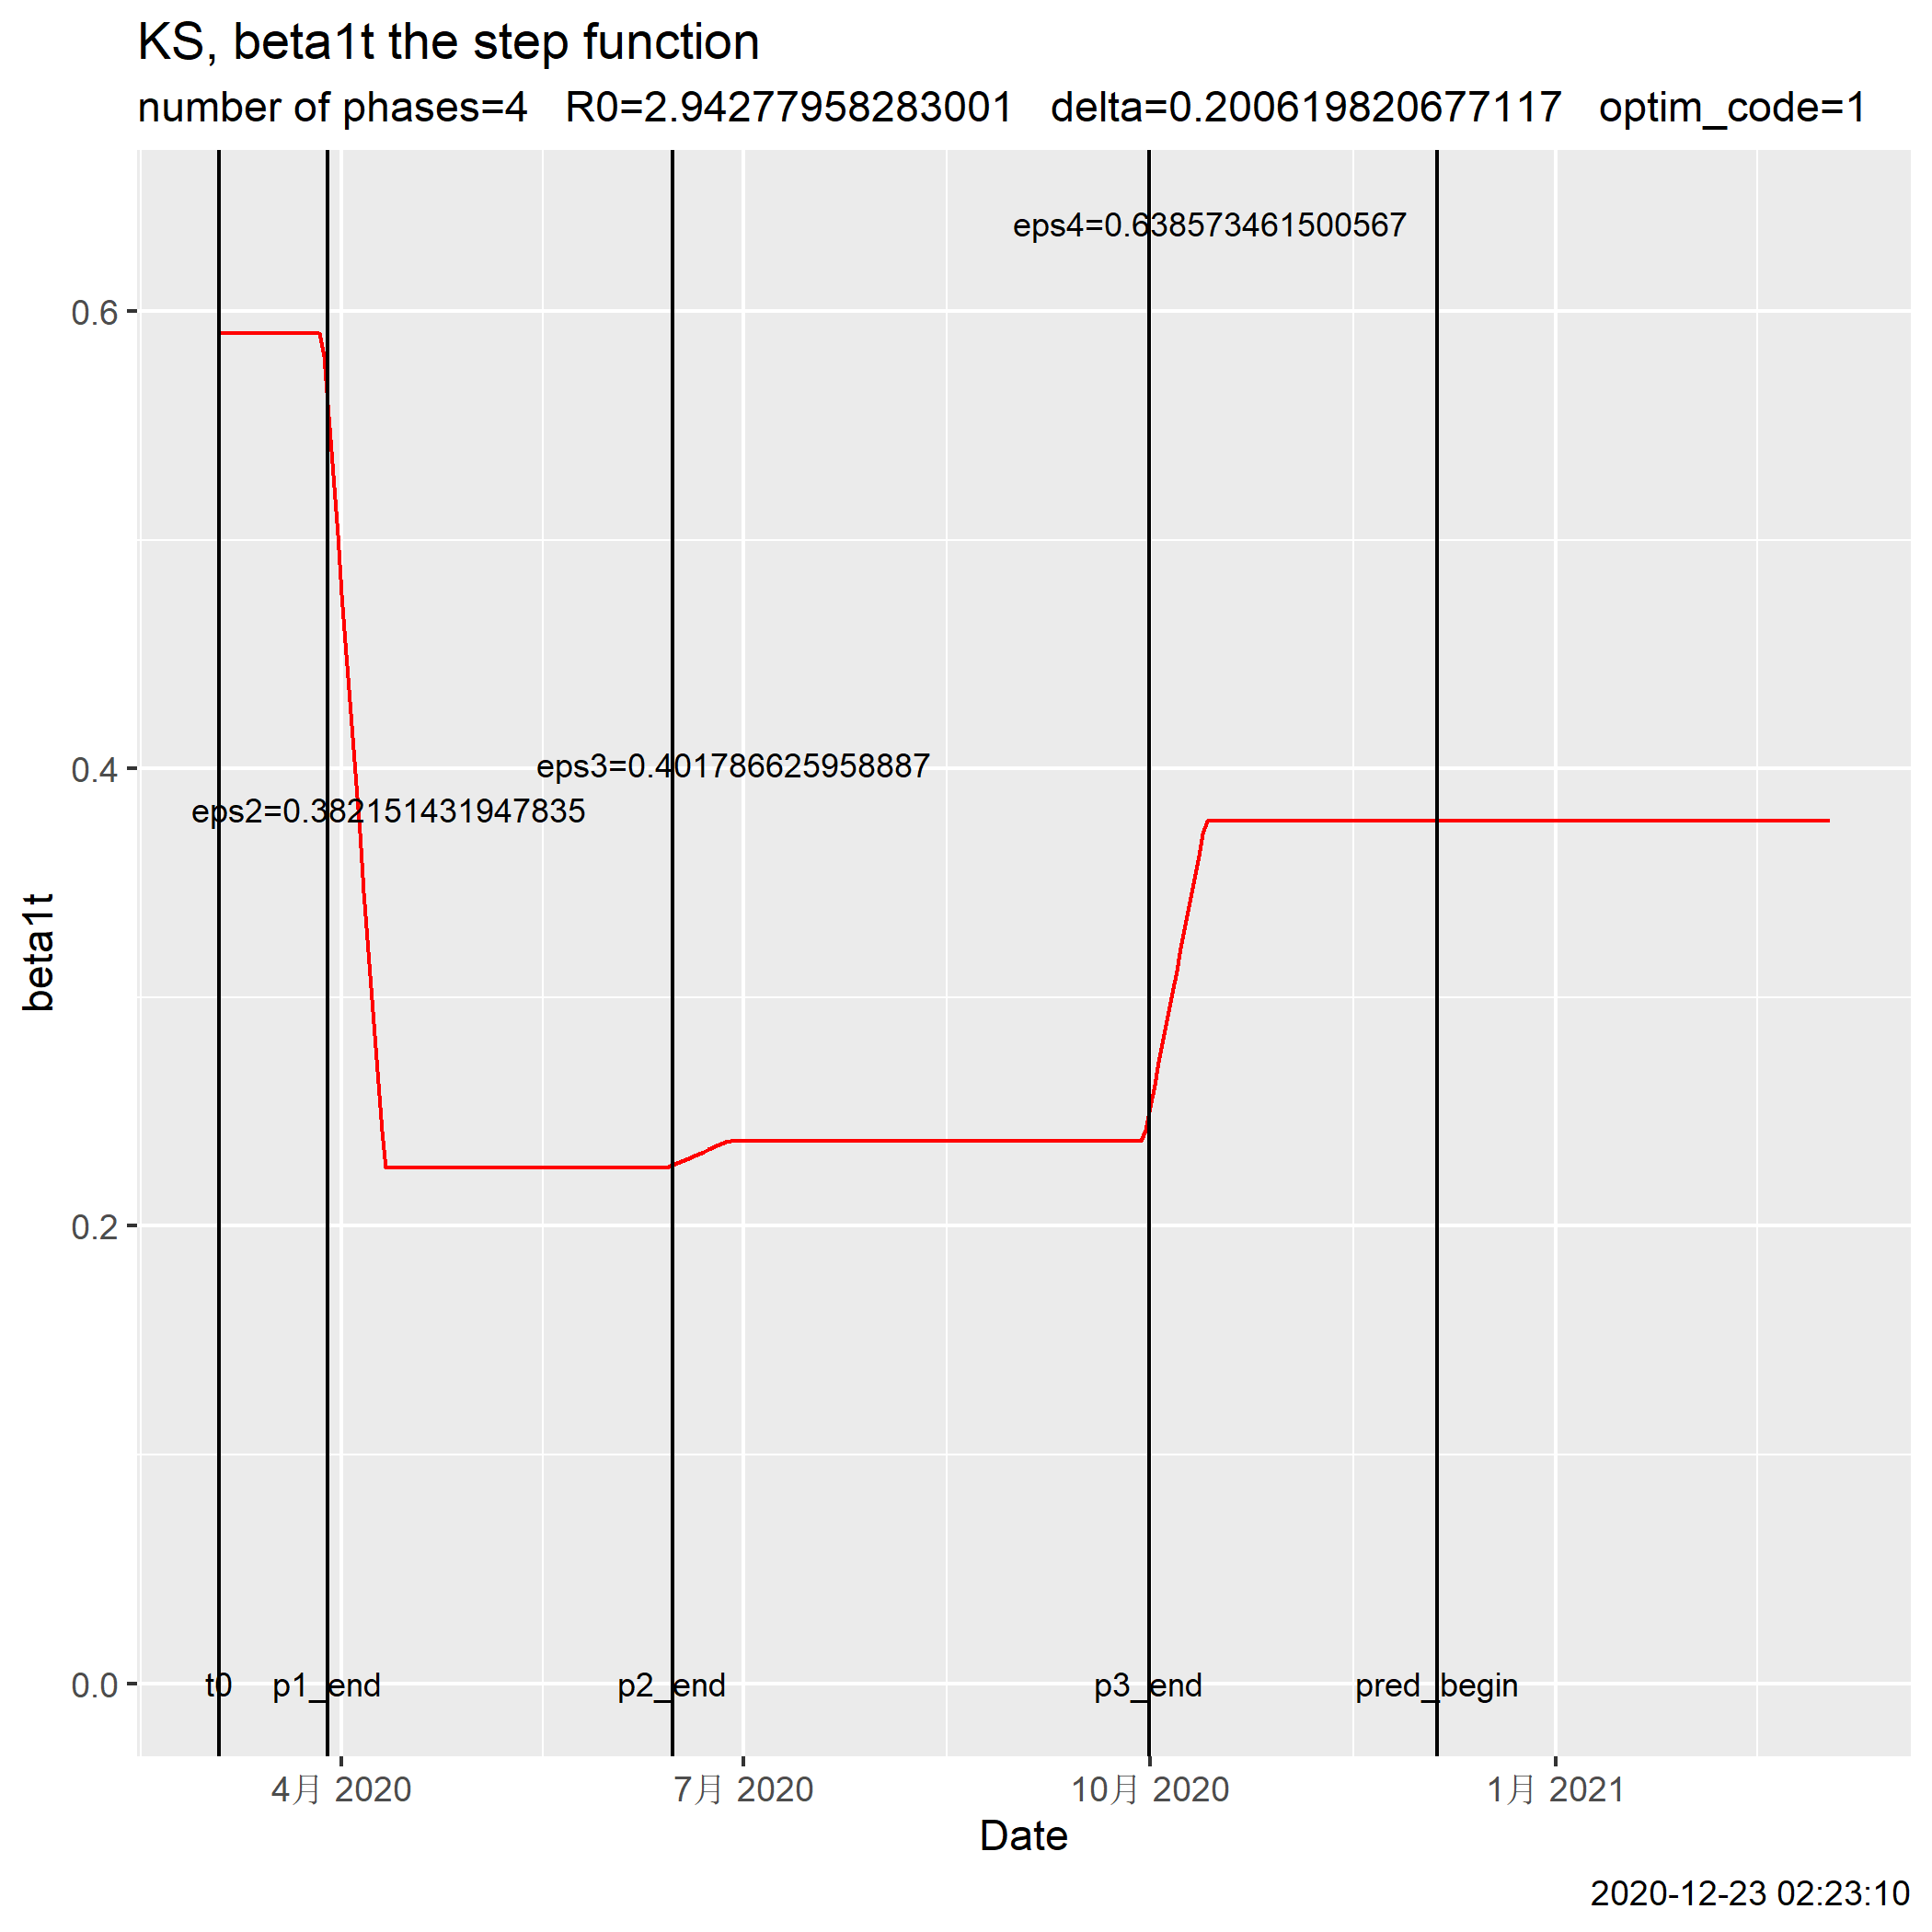 KS, beta1t the step function
number of phases=4   R0=2.94277958283001   delta=0.200619820677117   optim_code=1
eps4=0.638573461500567
0.6
eps3=0.401786625958887
0.4
eps2=0.382151431947835
beta1t
0.2
0.0
t0 p1_end p2_end p3_end pred_begin
4月 2020 7月 2020 10月 2020 1月 2021
Date
2020-12-23 02:23:10